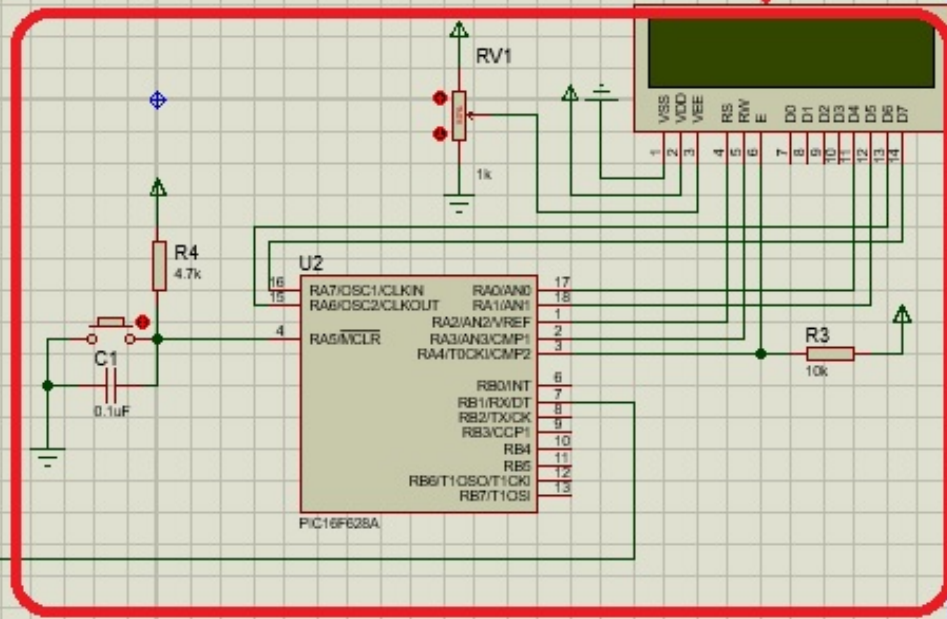 RV1
1k
VSS
VDD
VEE
RS
RW
E
D0
D1
D2
D3
D4
D5
D6
D7
1
2
3
4
5
6
7
8
9
10
11
12
13
14
R4
4.7k
U2
16
RA7/OSC1/CLKIN
RA0/AN0
17
15
RA6/OSC2/CLKOUT
RA1/AN1
18
RA2/AN2/VREF
1
4
RA5/MCLR
RA3/AN3/CMP1
2
RA4/T0CKI/CMP2
3
R3
10k
C1
0.1uF
RB0/INT
6
RB1/RX/DT
7
RB2/TX/CK
8
RB3/CCP1
9
RB4
10
RB5
11
RB6/T1OSO/T1CKI
12
RB7/T1OSI
13
PIC16F628A